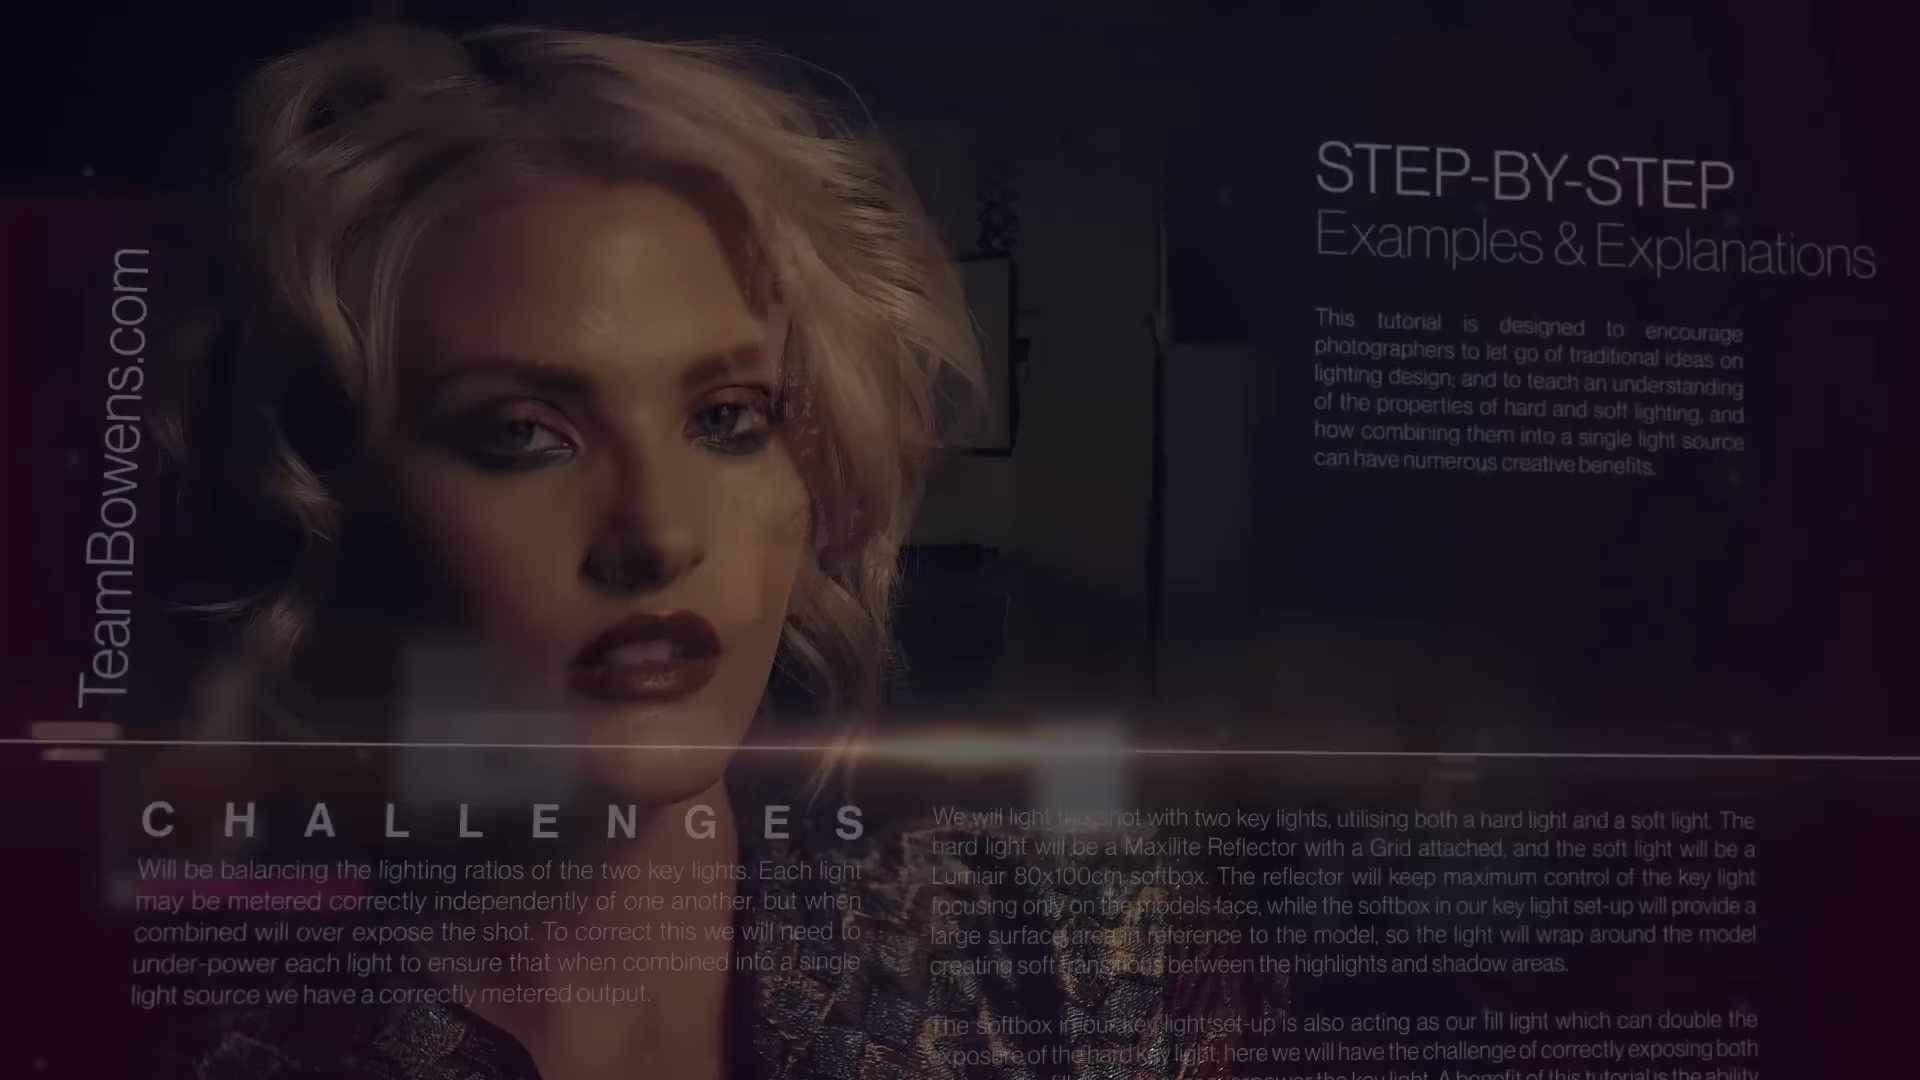 TeamBowens.com
STEP-BY-STEP
Examples & Explanations
This tutorial is designed to encourage
photographers to let go of traditional ideas on
lighting design; and to teach an understanding
of the properties of hard and soft lighting, and
how combining them into a single light source
can have numerous creative benefits.
CHALLENGES
Will be balancing the lighting ratios of the two key lights. Each light
may be metered correctly independently of one another, but when
combined will over expose the shot. To correct this we will need to
under-power each light to ensure that when combined into a single
light source we have a correctly metered output.
We will light this shot with two key lights, utilising both a hard light and a soft light. The
hard light will be a Maxilite Reflector with a Grid attached, and the soft light will be a
Lumiair 80x100cm softbox. The reflector will keep maximum control of the key light
focusing only on the models face, while the softbox in our key light set-up will provide a
large surface area in reference to the model, so the light will wrap around the model
creating soft transitions between the highlights and shadow areas.
The softbox in our key light set-up is also acting as our fill light which can double the
exposure of the hard key light; here we will have the challenge of correctly exposing both
the key light. A benefit of this tutorial is the ability